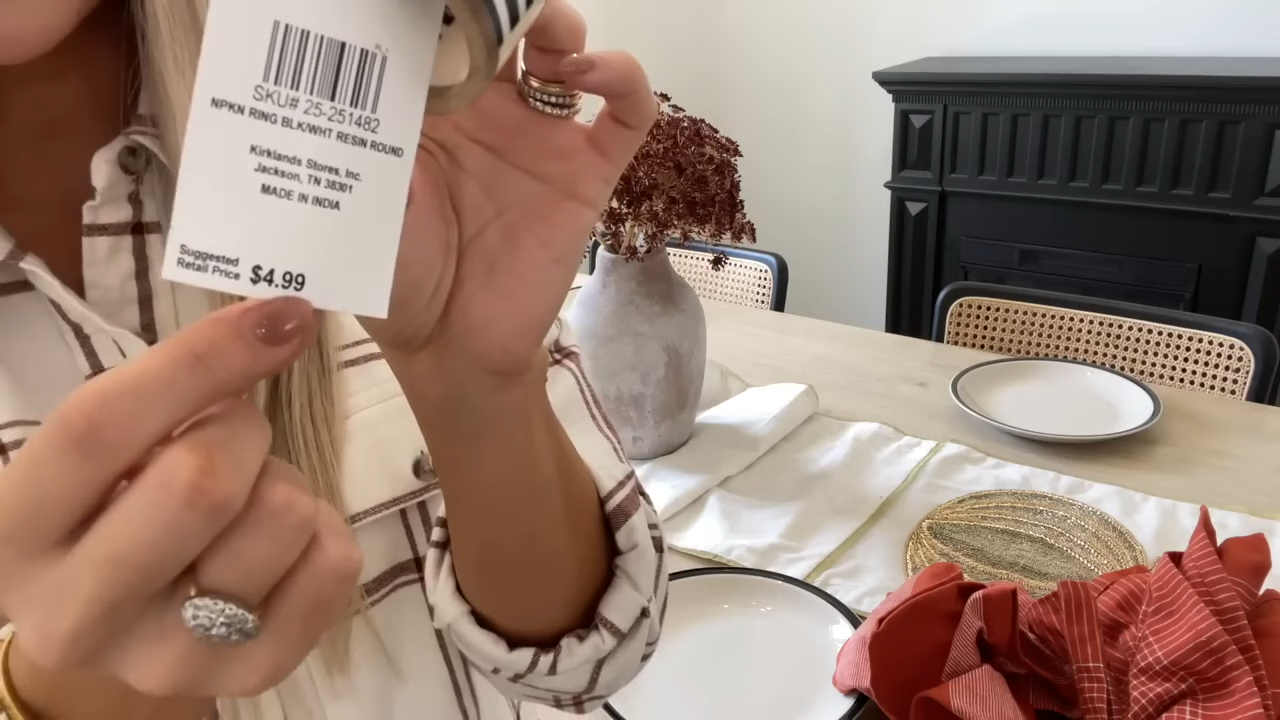 SKU# 25-251482
NPKN RING BLK/WHT RESIN ROUND
Kirklands Stores, Inc.
Jackson, TN 38301
MADE IN INDIA
Suggested
Retail Price $4.99